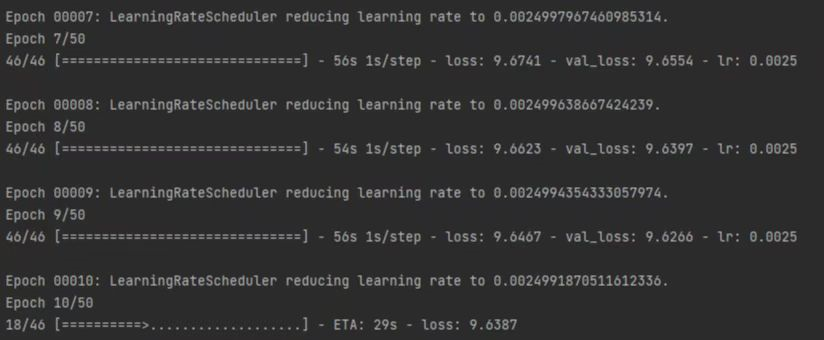 Epoch 00007: LearningRateScheduler reducing learning rate to 0.0024997967460985314.
Epoch 7/50
46/46 [==============================] - 56s 1s/step - loss: 9.6741 - val_loss: 9.6554 - lr: 0.0025
Epoch 00008: LearningRateScheduler reducing learning rate to 0.002499638667424239.
Epoch 8/50
46/46 [==============================] - 54s 1s/step - loss: 9.6623 - val_loss: 9.6397 - lr: 0.0025
Epoch 00009: LearningRateScheduler reducing learning rate to 0.0024994354333057974.
Epoch 9/50
46/46 [==============================] - 56s 1s/step - loss: 9.6467 - val_loss: 9.6266 - lr: 0.0025
Epoch 00010: LearningRateScheduler reducing learning rate to 0.0024991870511612336.
Epoch 10/50
18/46 [==========>...................] - ETA: 29s - loss: 9.6387